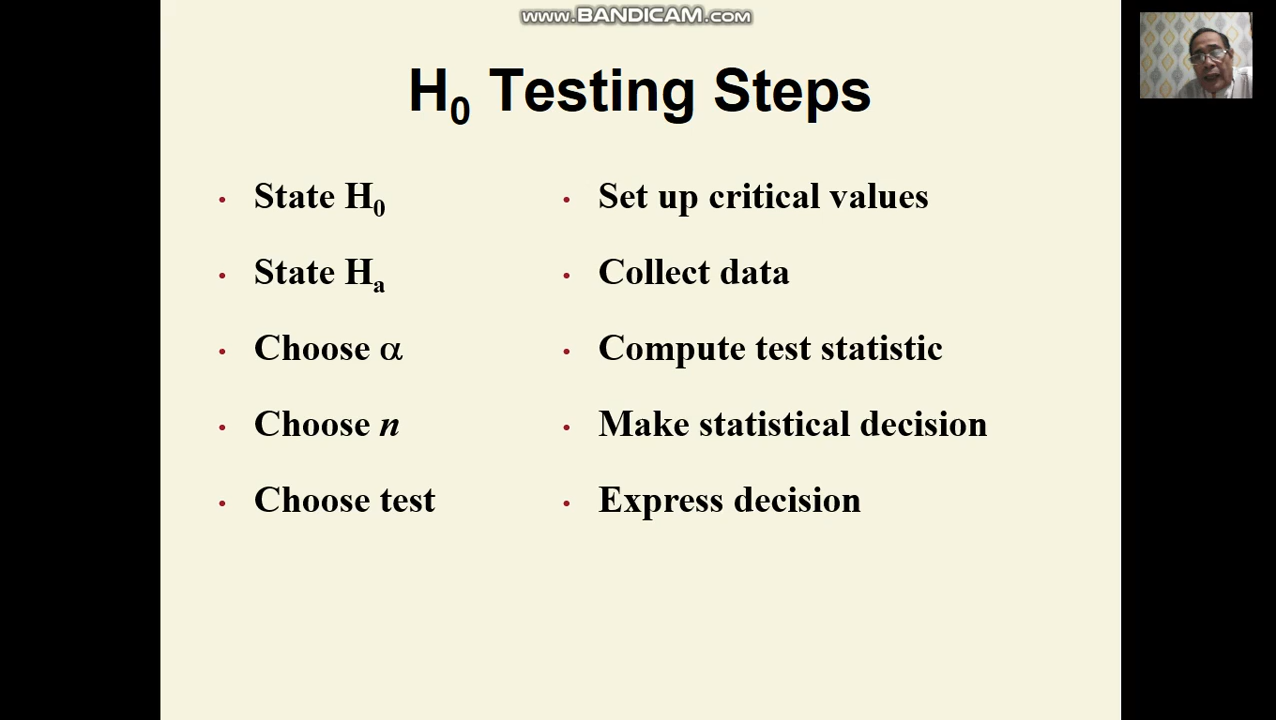 www.BANDICAM.com
H0 Testing Steps
• State H0
• State Ha
• Choose α
• Choose n
• Choose test
• Set up critical values
• Collect data
• Compute test statistic
• Make statistical decision
• Express decision